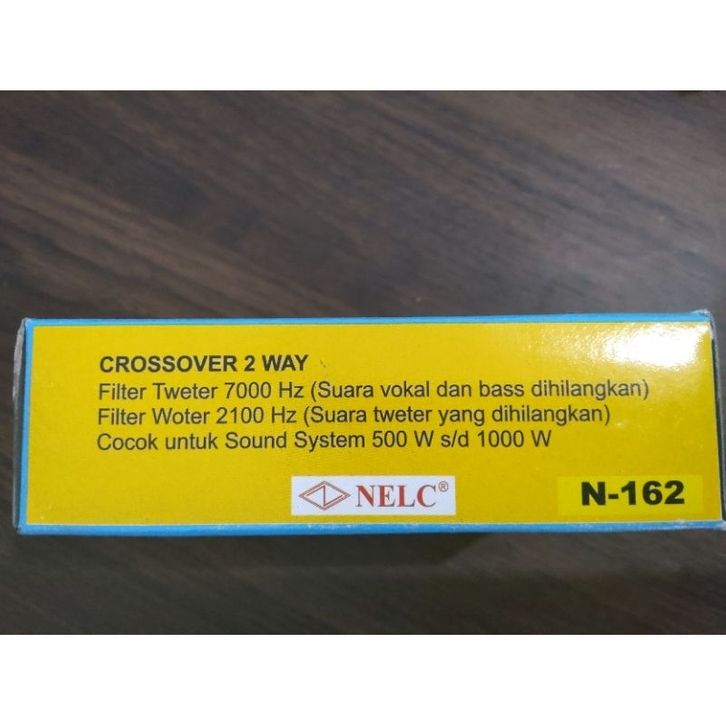 CROSSOVER 2 WAY
Filter Tweter 7000 Hz (Suara vokal dan bass dihilangkan)
Filter Woter 2100 Hz (Suara tweter yang dihilangkan)
Cocok untuk Sound System 500 W s/d 1000 W
NELC®
N-162